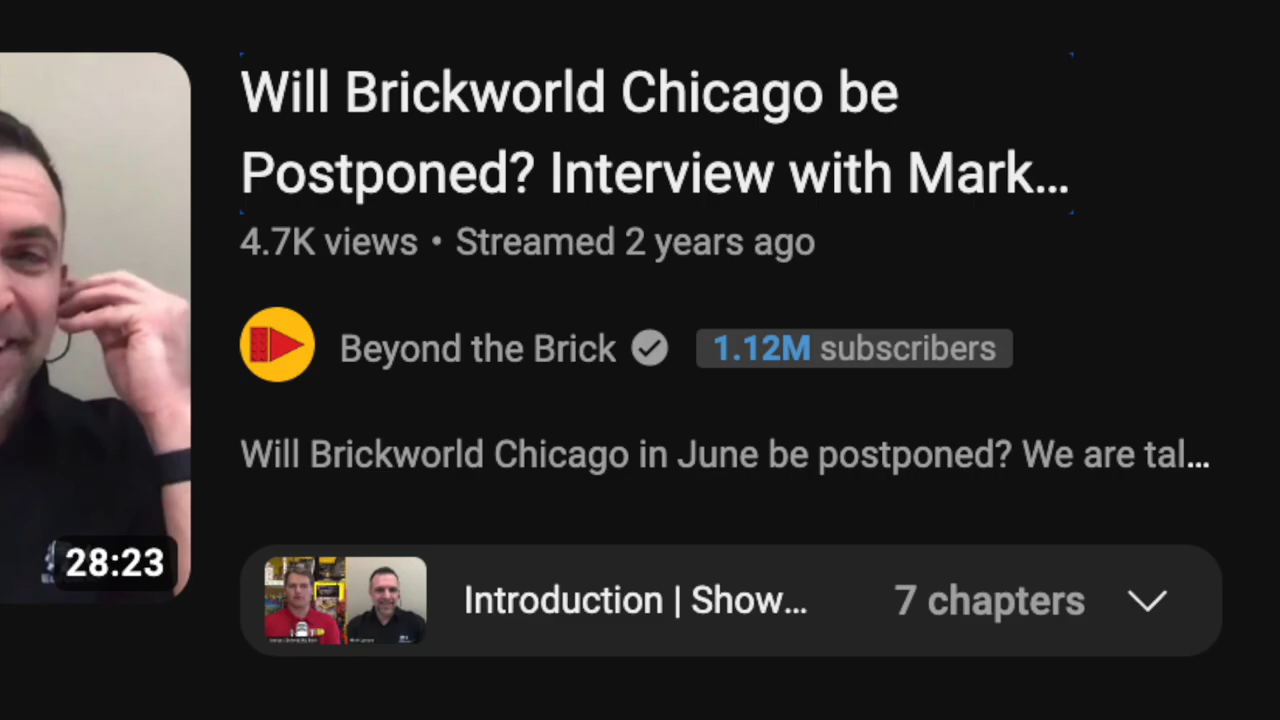 Will Brickworld Chicago be
Postponed? Interview with Mark...
4.7K views • Streamed 2 years ago
Beyond the Brick 1.12M subscribers
Will Brickworld Chicago in June be postponed? We are tal...
28:23
Introduction | Show... 7 chapters